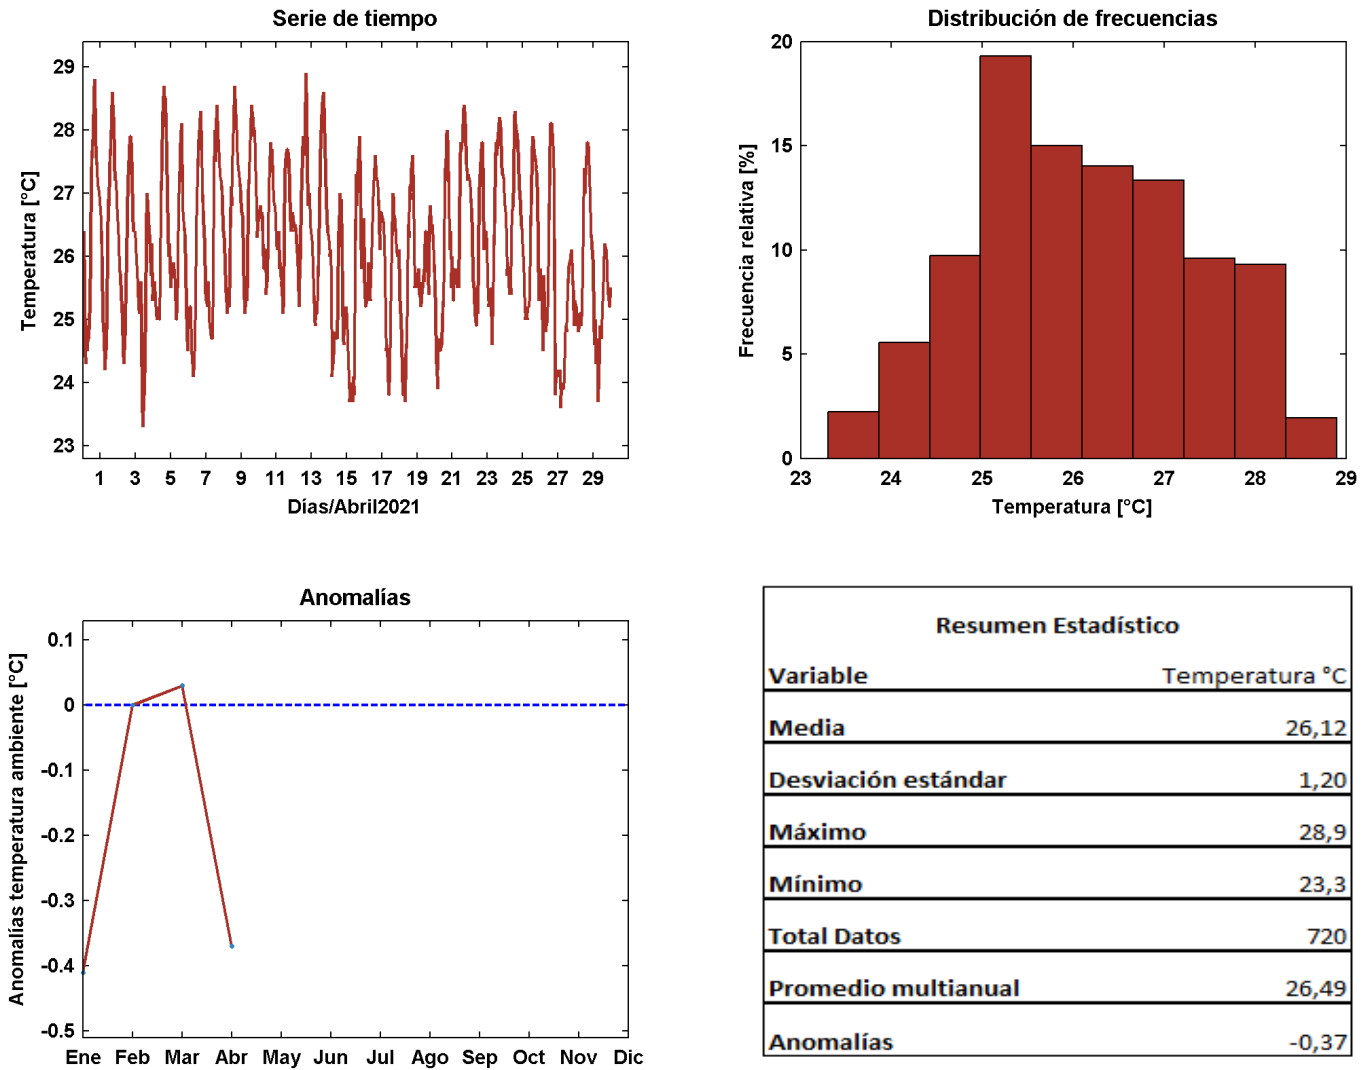 Serie de tiempo
Temperatura [°C]
29
28
27
26
25
24
23
1 3 5 7 9 11 13 15 17 19 21 23 25 27 29
Días/Abril2021
Distribución de frecuencias
Frecuencia relativa [%]
20
15
10
5
0
23 24 25 26 27 28 29
Temperatura [°C]
Anomalías
Anomalías temperatura ambiente [°C]
0.1
0
-0.1
-0.2
-0.3
-0.4
-0.5
Ene Feb Mar Abr May Jun Jul Ago Sep Oct Nov Dic
Resumen Estadístico
Variable Temperatura °C
Media 26,12
Desviación estándar 1,20
Máximo 28,9
Mínimo 23,3
Total Datos 720
Promedio multianual 26,49
Anomalías -0,37